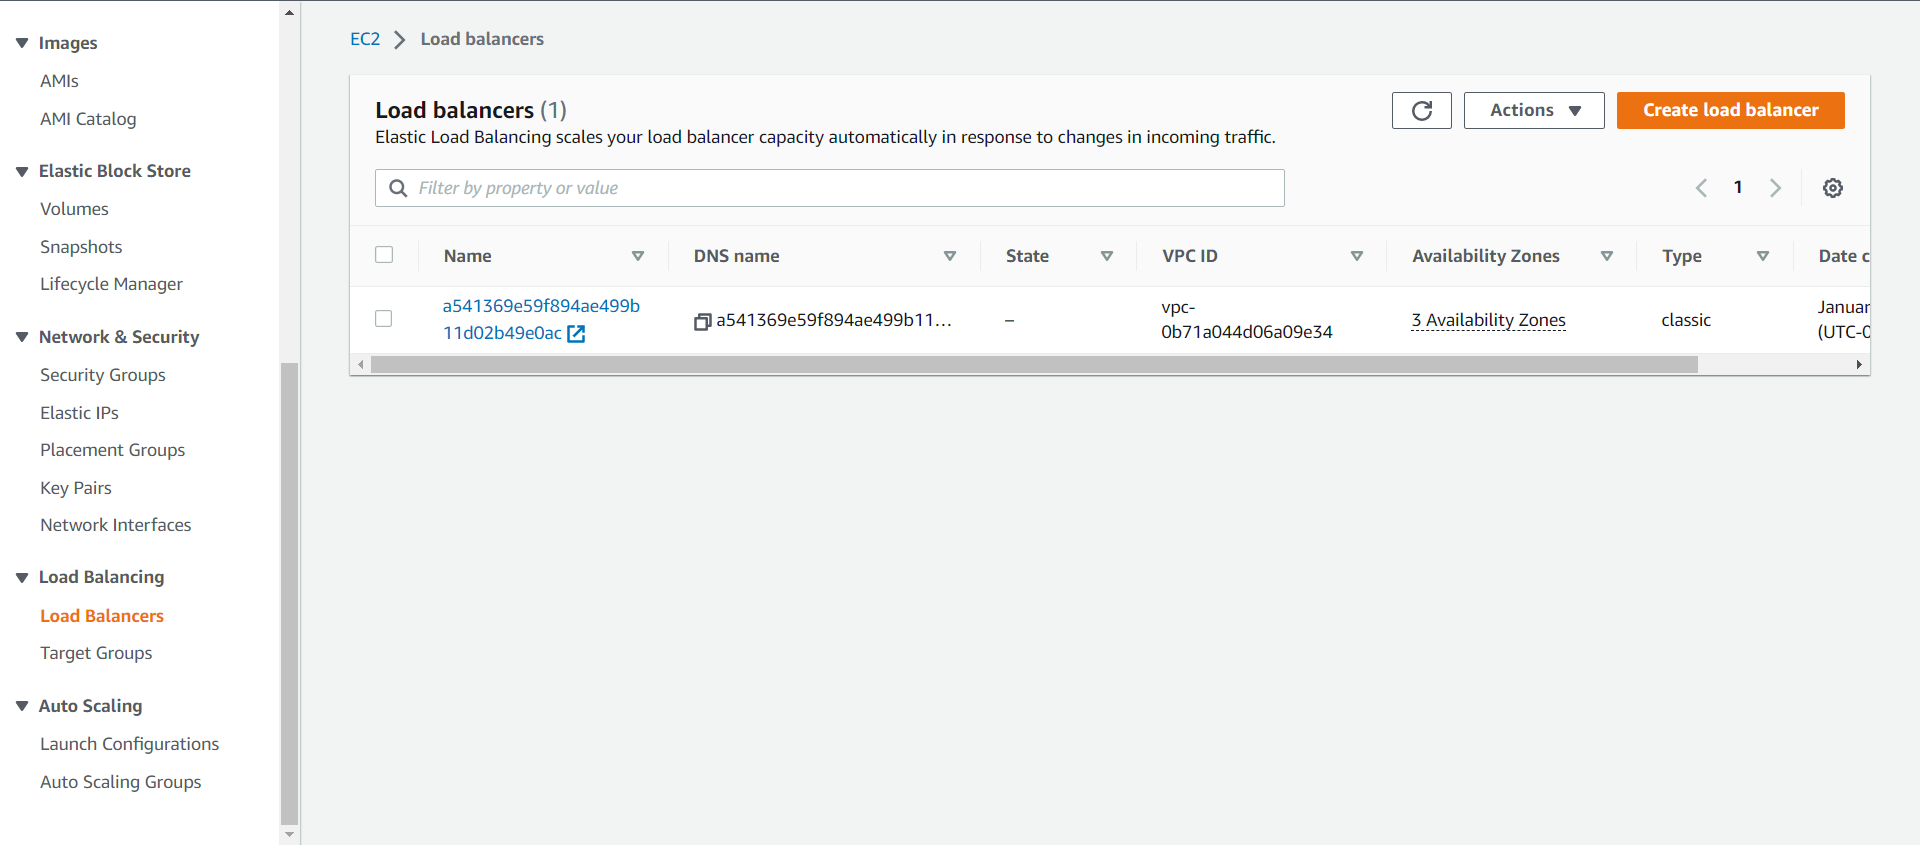 Images
AMIs
AMI Catalog
Elastic Block Store
Volumes
Snapshots
Lifecycle Manager
Network & Security
Security Groups
Elastic IPs
Placement Groups
Key Pairs
Network Interfaces
Load Balancing
Load Balancers
Target Groups
Auto Scaling
Launch Configurations
Auto Scaling Groups
EC2 Load balancers
Load balancers (1)
Elastic Load Balancing scales your load balancer capacity automatically in response to changes in incoming traffic.
Actions
Create load balancer
Filter by property or value
1
Name DNS name State VPC ID Availability Zones Type Date c
a541369e59f894ae499b
11d02b49e0ac
a541369e59f894ae499b11...
–
vpc-
0b71a044d06a09e34
3 Availability Zones
classic
Januar
(UTC-0